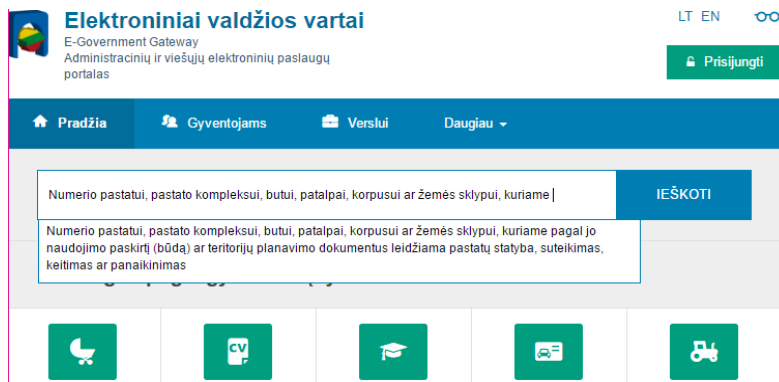 Elektroniniai valdžios vartai
LT EN
E-Government Gateway
Administracinių ir viešųjų elektroninių paslaugų
portalas
Prisijungti
Pradžia
Gyventojams
Verslui
Daugiau
Numerio pastatui, pastato kompleksui, butui, patalpai, korpusui ar žemės sklypui, kuriame
IEŠKOTI
Numerio pastatui, pastato kompleksui, butui, patalpai, korpusui ar žemės sklypui, kuriame pagal jo
naudojimo paskirtį (būdą) ar teritorijų planavimo dokumentus leidžiama pastatų statyba, suteikimas,
keitimas ar panaikinimas
CV